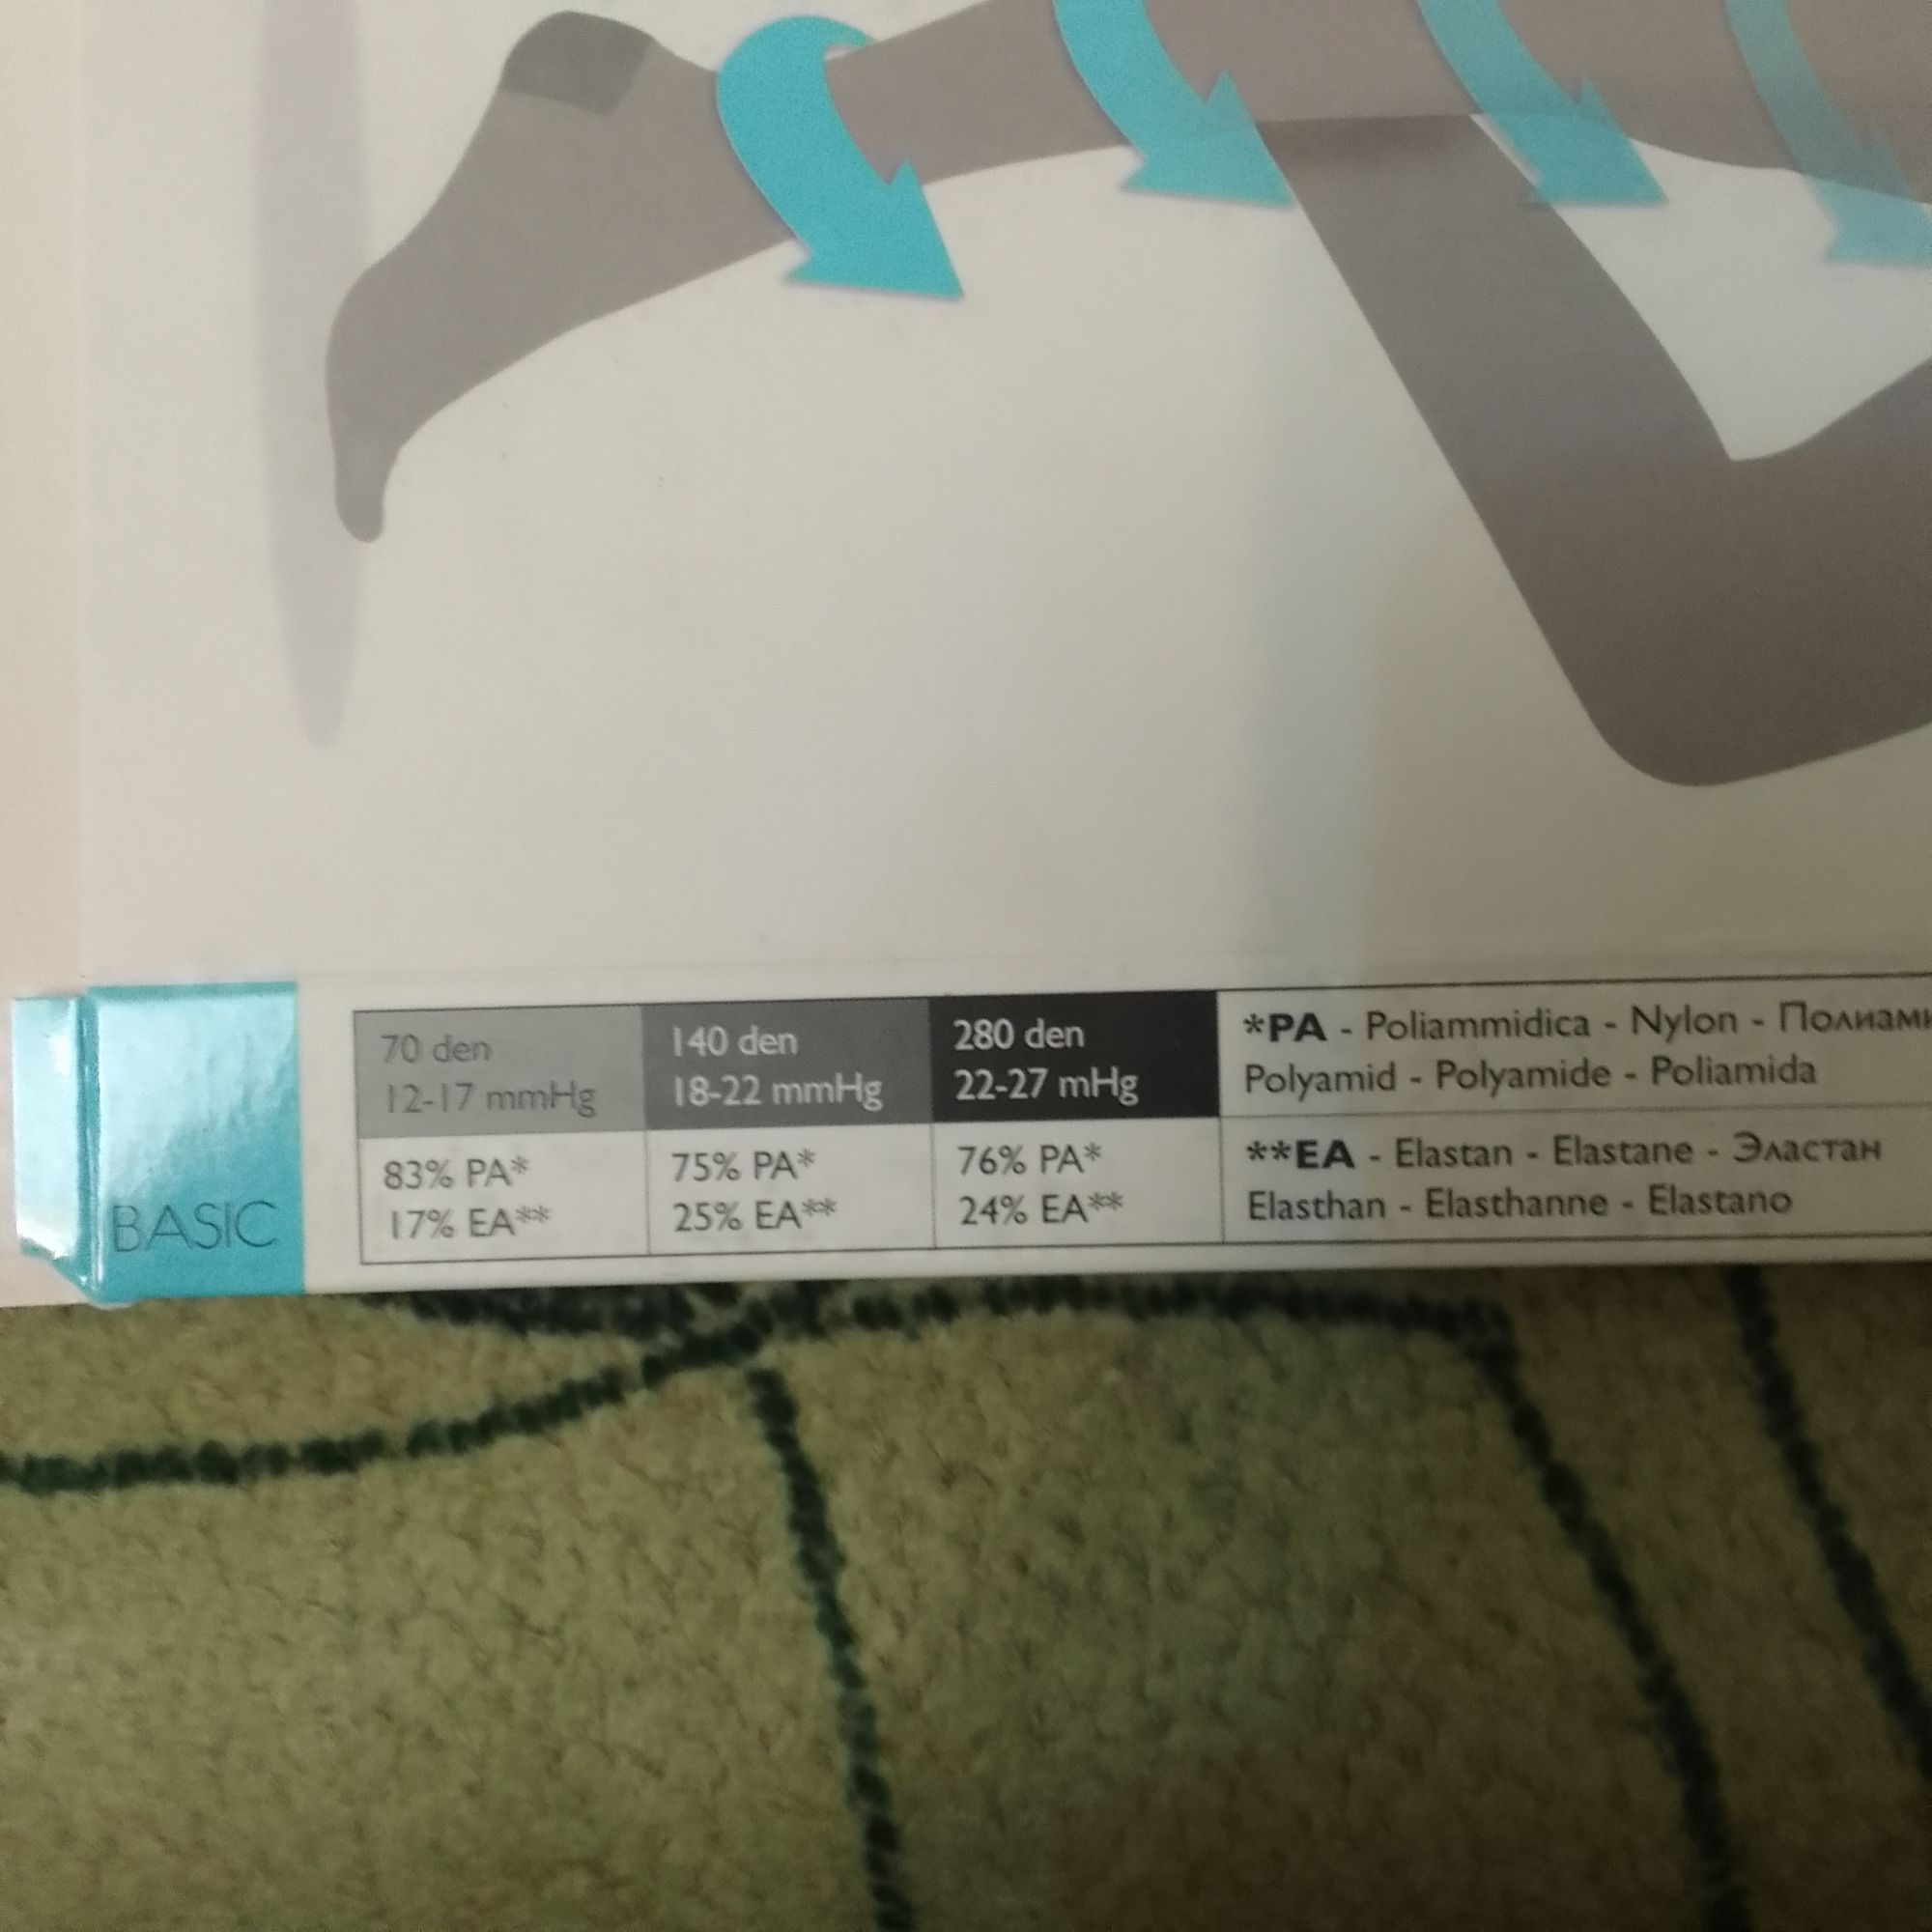 BASIC
70 den
12-17 mmHg
83% PA*
17% EA**
140 den
18-22 mmHg
75% PA*
25% EA**
280 den
22-27 mHg
76% PA*
24% EA**
*PA - Poliammidica - Nylon -
Polyamid - Polyamide - Poliamida
**EA - Elastan - Elastane - Эластан
Elasthan - Elasthanne - Elastano